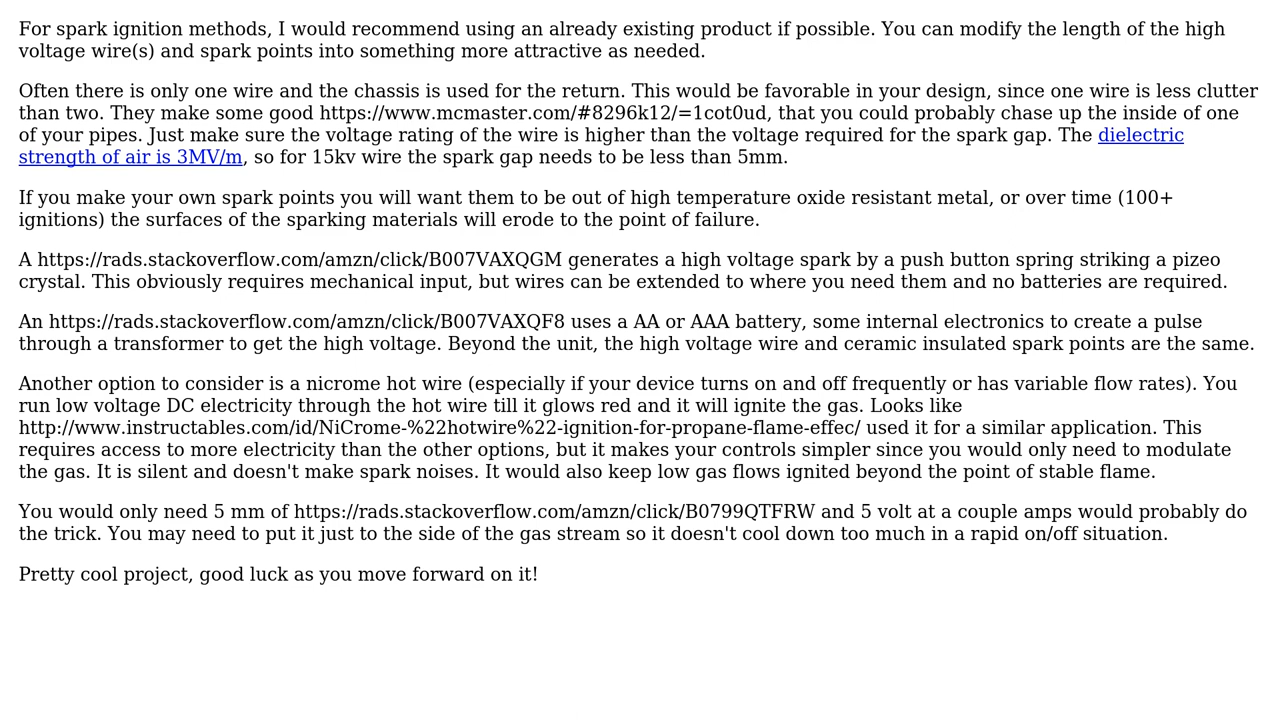 For spark ignition methods, I would recommend using an already existing product if possible. You can modify the length of the high
voltage wire(s) and spark points into something more attractive as needed.
Often there is only one wire and the chassis is used for the return. This would be favorable in your design, since one wire is less clutter
than two. They make some good https://www.mcmaster.com/#8296k12/=1cot0ud, that you could probably chase up the inside of one
of your pipes. Just make sure the voltage rating of the wire is higher than the voltage required for the spark gap. The dielectric
strength of air is 3MV/m, so for 15kv wire the spark gap needs to be less than 5mm.
If you make your own spark points you will want them to be out of high temperature oxide resistant metal, or over time (100+
ignitions) the surfaces of the sparking materials will erode to the point of failure.
A https://rads.stackoverflow.com/amzn/click/B007VAXQGM generates a high voltage spark by a push button spring striking a pizeo
crystal. This obviously requires mechanical input, but wires can be extended to where you need them and no batteries are required.
An https://rads.stackoverflow.com/amzn/click/B007VAXQF8 uses a AA or AAA battery, some internal electronics to create a pulse
through a transformer to get the high voltage. Beyond the unit, the high voltage wire and ceramic insulated spark points are the same.
Another option to consider is a nicrome hot wire (especially if your device turns on and off frequently or has variable flow rates). You
run low voltage DC electricity through the hot wire till it glows red and it will ignite the gas. Looks like
http://www.instructables.com/id/NiCrome-%22hotwire%22-ignition-for-propane-flame-effec/ used it for a similar application. This
requires access to more electricity than the other options, but it makes your controls simpler since you would only need to modulate
the gas. It is silent and doesn't make spark noises. It would also keep low gas flows ignited beyond the point of stable flame.
You would only need 5 mm of https://rads.stackoverflow.com/amzn/click/B0799QTFRW and 5 volt at a couple amps would probably do
the trick. You may need to put it just to the side of the gas stream so it doesn't cool down too much in a rapid on/off situation.
Pretty cool project, good luck as you move forward on it!